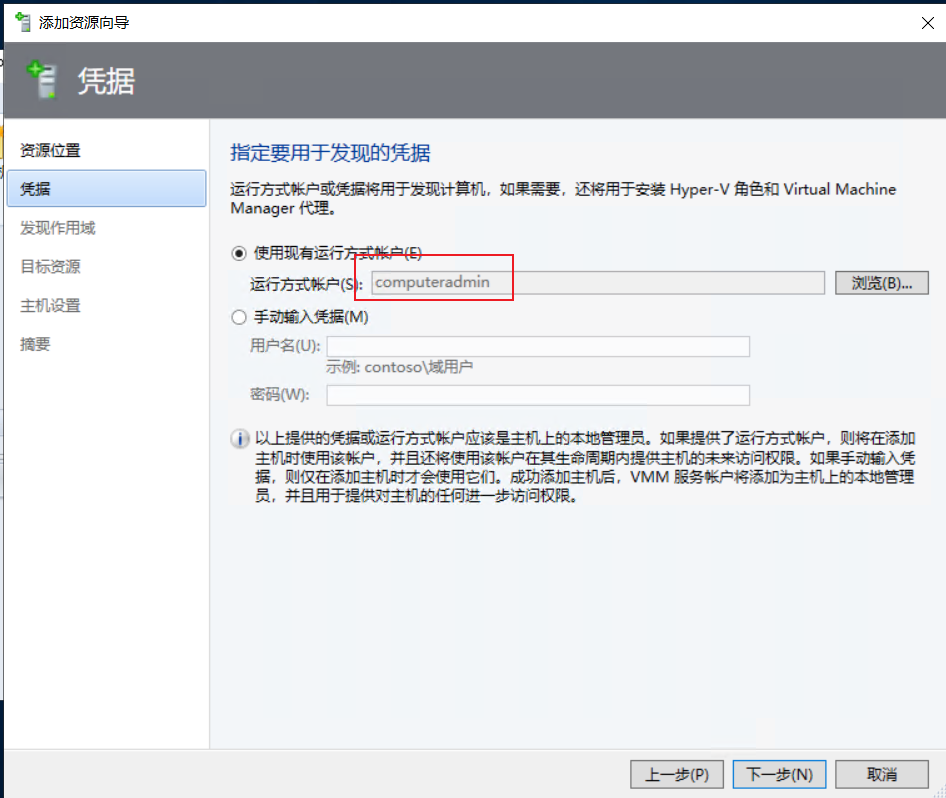 添加资源向导
凭据
资源位置
凭据
发现作用域
目标资源
主机设置
摘要
指定要用于发现的凭据
运行方式帐户或凭据将用于发现计算机，如果需要，还将用于安装 Hyper-V 角色和 Virtual Machine
Manager 代理。
使用现有运行方式帐户(E)
运行方式帐户(S): computeradmin 浏览(B)...
手动输入凭据(M)
用户名(U):
示例: contoso\域用户
密码(W):
以上提供的凭据或运行方式帐户应该是主机上的本地管理员。如果提供了运行方式帐户，则将在添加
主机时使用该帐户，并且还将使用该帐户在其生命周期内提供主机的未来访问权限。如果手动输入凭
据，则仅在添加主机时才会使用它们。成功添加主机后，VMM 服务帐户将添加为主机上的本地管理
员，并且用于提供对主机的任何进一步访问权限。
上一步(P) 下一步(N) 取消